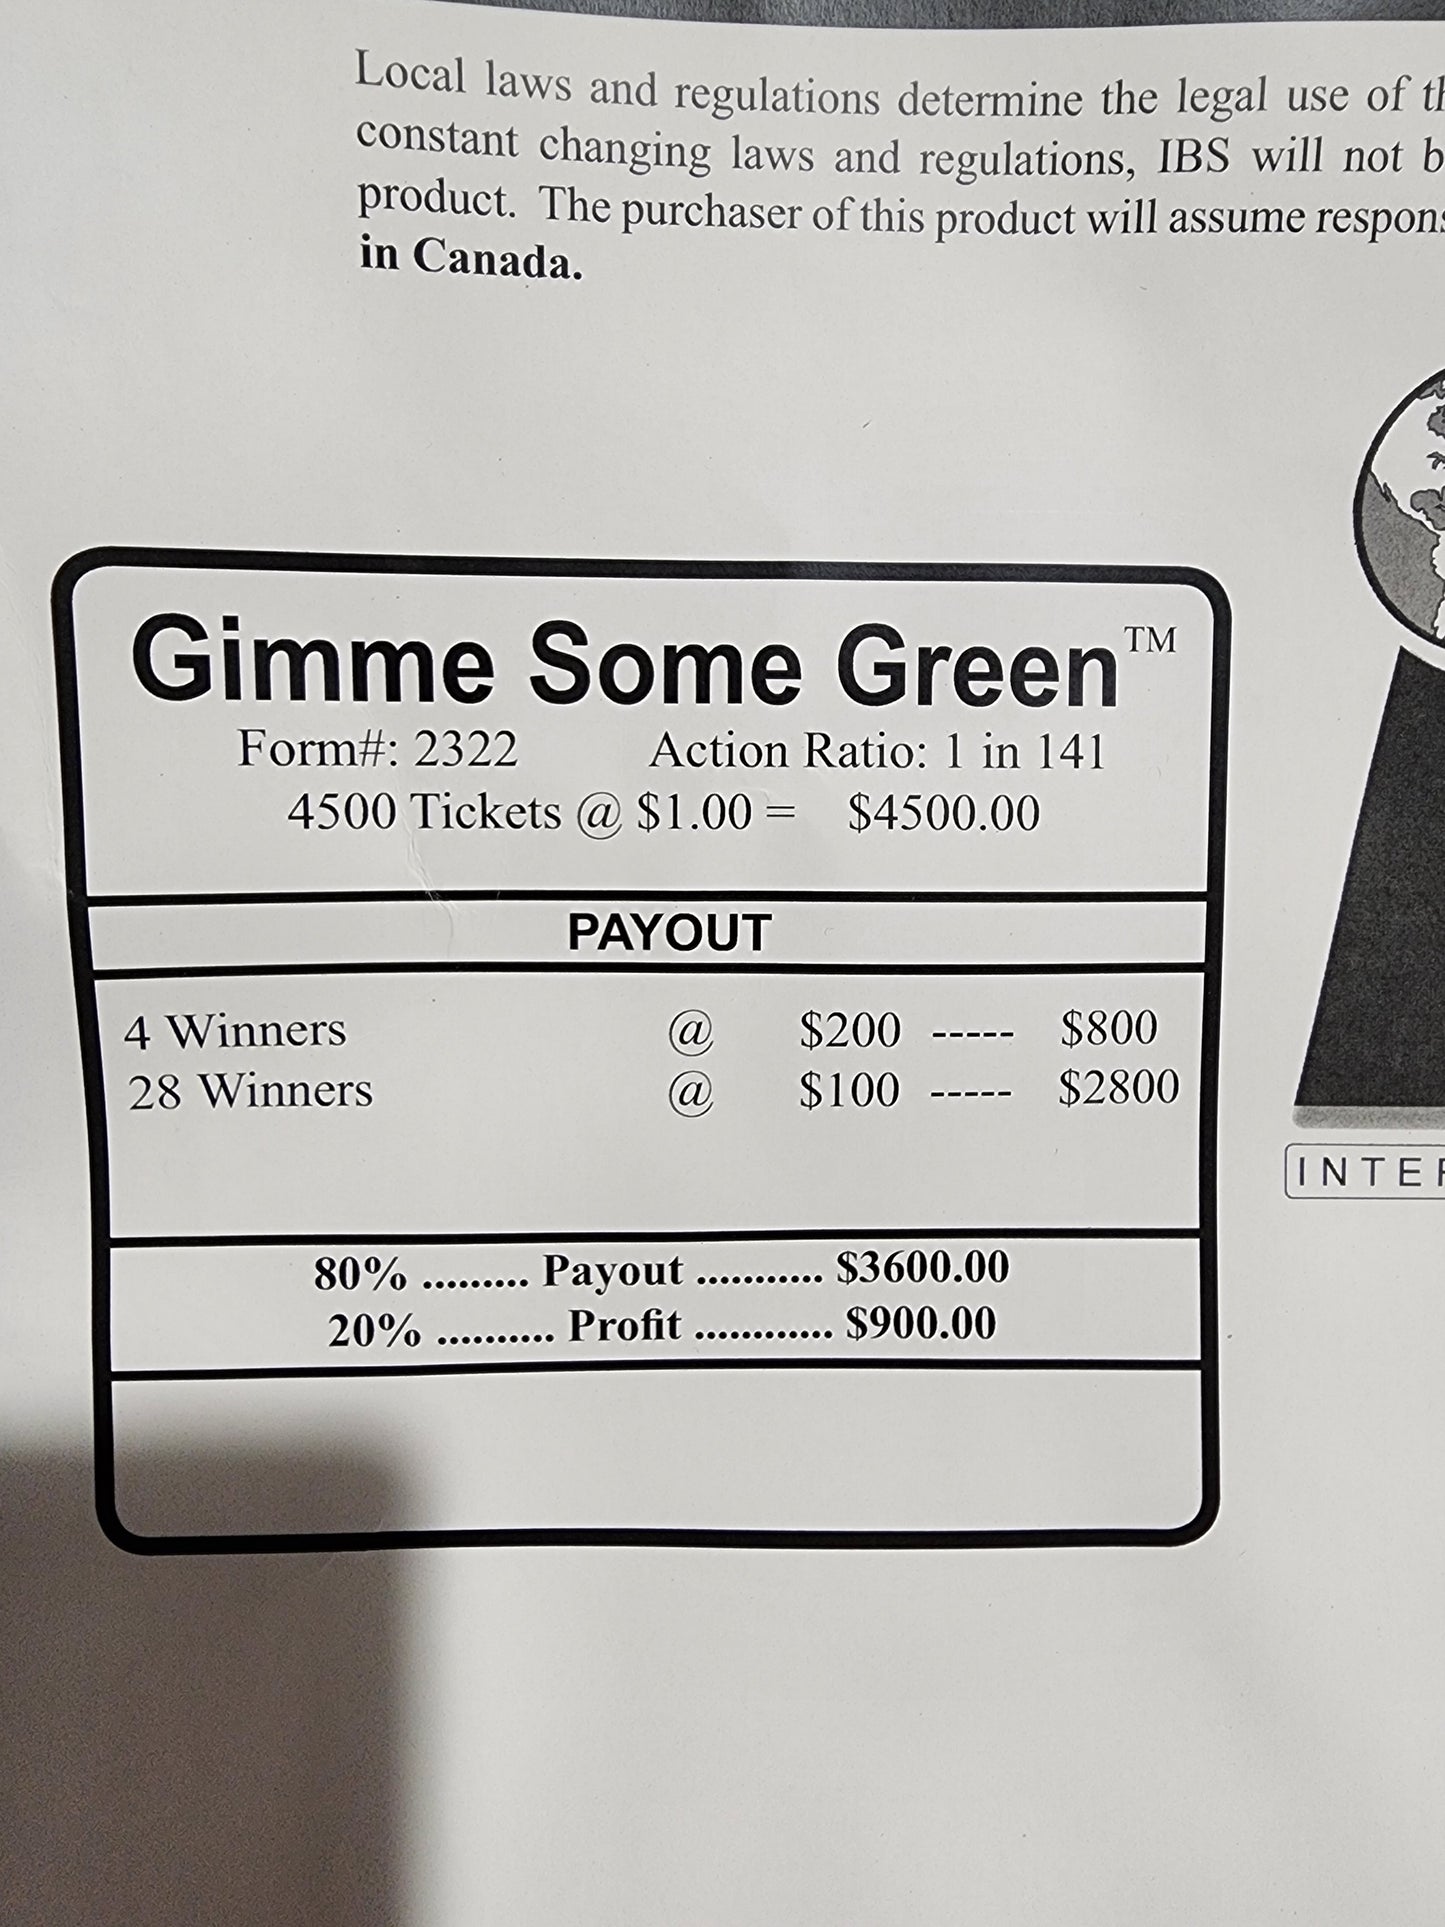 Local laws and regulations determine the legal use of
constant changing laws and regulations, IBS will not
product. The purchaser of this product will assume
in Canada.
Gimme Some Green™
Form#: 2322 Action Ratio: 1 in 141
4500 Tickets @ $1.00 = $4500.00
PAYOUT
4 Winners @ $200 ----- $800
28 Winners @ $100 ----- $2800
80% ......... Payout ........... $3600.00
20% .......... Profit ............ $900.00